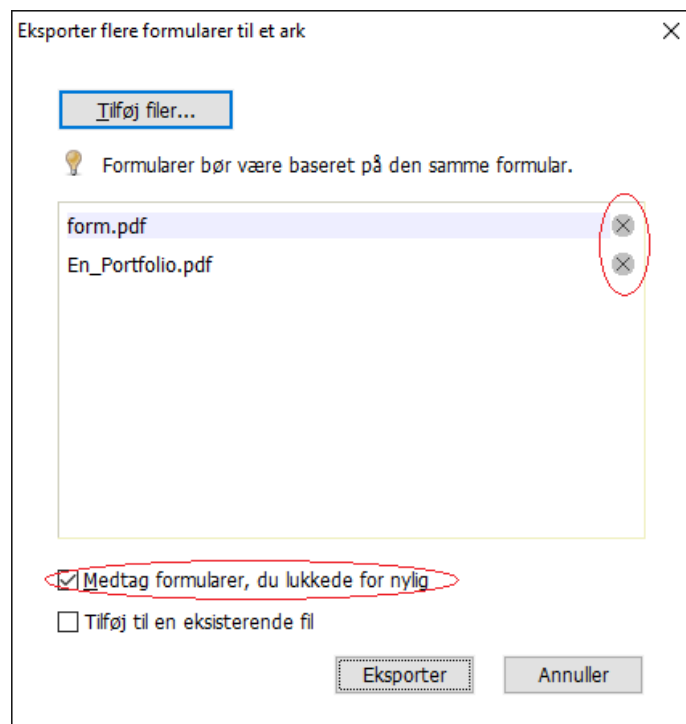 Eksporter flere formularer til et ark
Tilføj filer...
Formularer bør være baseret på den samme formular.
form.pdf
En_Portfolio.pdf
Medtag formularer, du lukkede for nylig
Tilføj til en eksisterende fil
Eksporter
Annuller